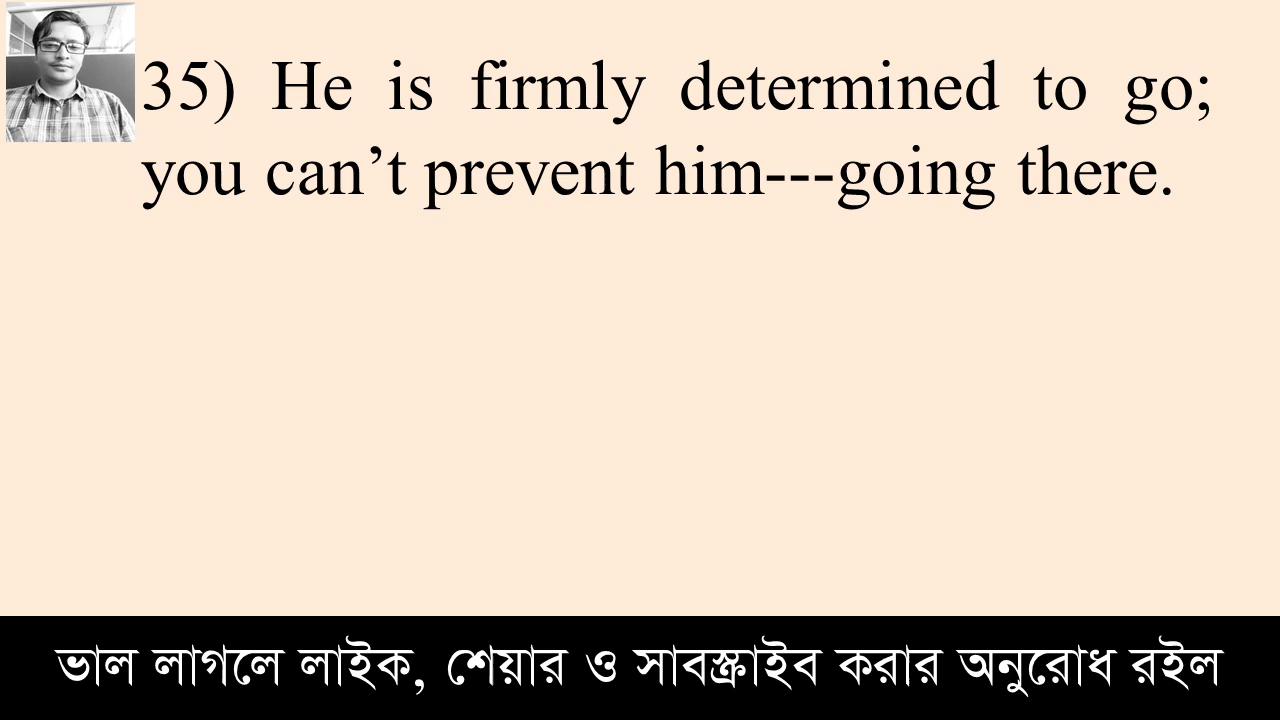 35) He is firmly determined to go;
you can’t prevent him---going there.
ভাল লাগলে লাইক, শেয়ার ও সাবস্ক্রাইব করার অনুরোধ রইল